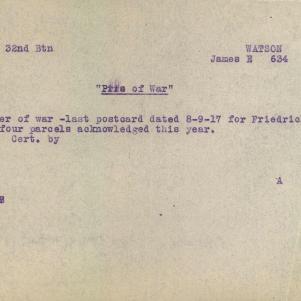 32nd Btn WATSON
James E 634
"Pris of War"
er of war -last postcard dated 8-9-17 for Friedric
four parcels acknowledged this year.
Cert. by
A